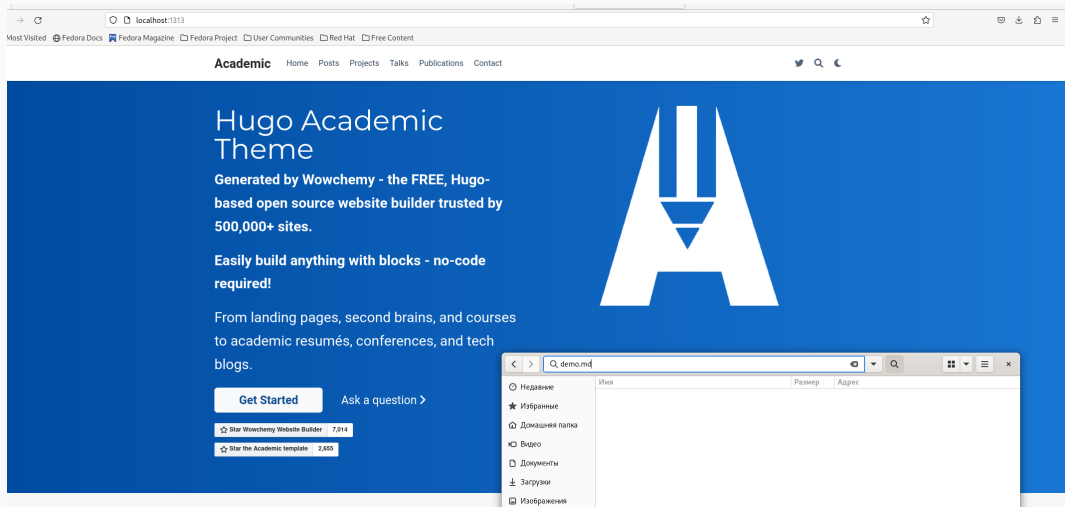 localhost:1313
Most Visited Fedora Docs Fedora Magazine Fedora Project User Communities Red Hat Free Content
Academic Home Posts Projects Talks Publications Contact
Hugo Academic
Theme
Generated by Wowchemy - the FREE, Hugo-
based open source website builder trusted by
500,000+ sites.
Easily build anything with blocks - no-code
required!
From landing pages, second brains, and courses
to academic resumés, conferences, and tech
blogs.
Get Started Ask a question
Star Wowchemy Website Builder 7,014
Star the Academic template 2,655
demo.md
Имя Размер Адрес
Недавние
Избранные
Домашняя папка
Видео
Документы
Загрузки
Изображения